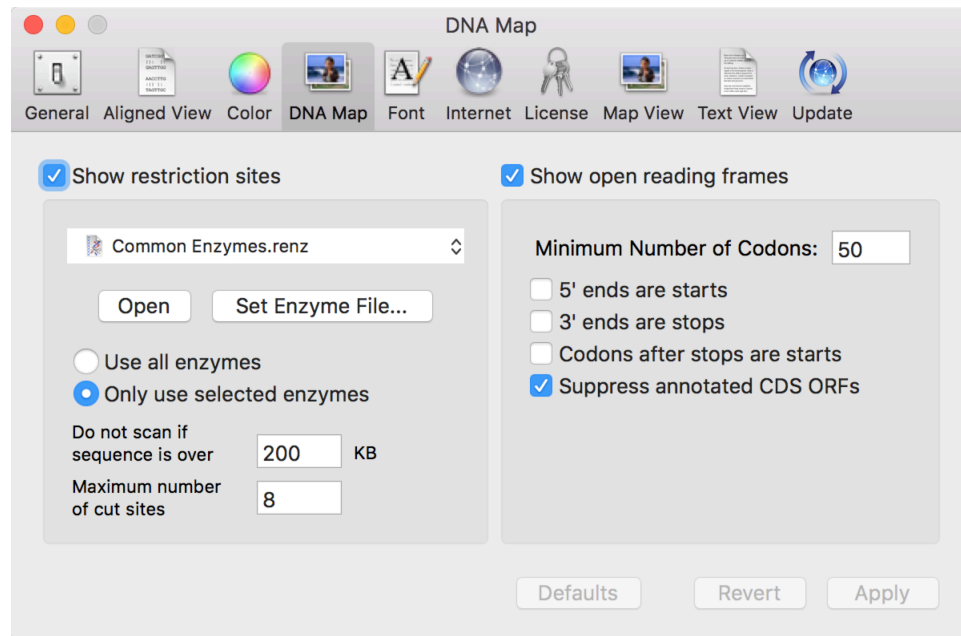 DNA Map
General Aligned View Color DNA Map Font Internet License Map View Text View Update
Show restriction sites
Common Enzymes.renz
Open Set Enzyme File...
Use all enzymes
Only use selected enzymes
Do not scan if
sequence is over 200 KB
Maximum number
of cut sites 8
Show open reading frames
Minimum Number of Codons: 50
5' ends are starts
3' ends are stops
Codons after stops are starts
Suppress annotated CDS ORFs
Defaults Revert Apply